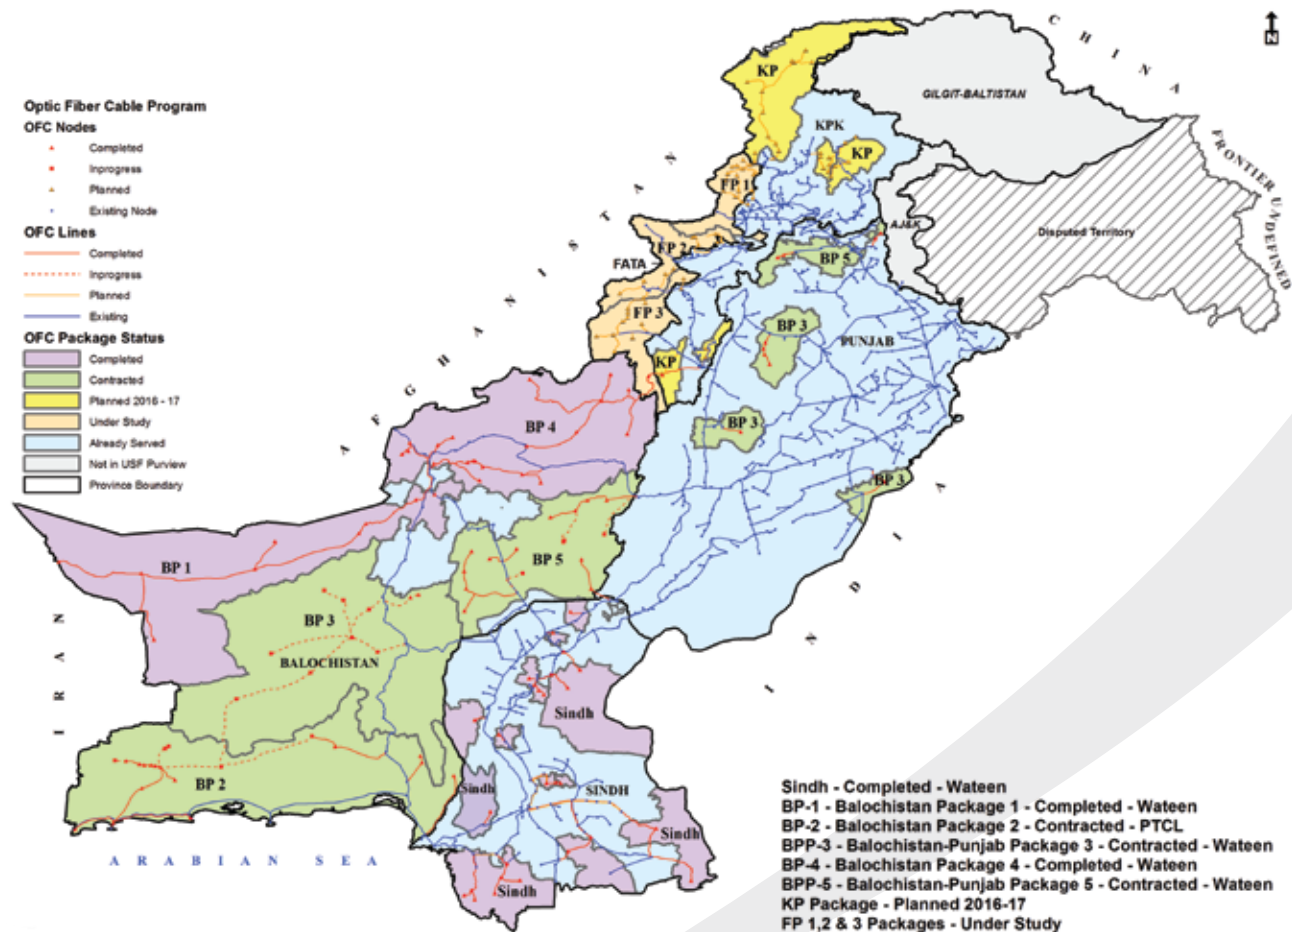 CHINA
N
Optic Fiber Cable Program
OFC Nodes
Completed
Inprogress
Planned
Existing Node
OFC Lines
Completed
Inprogress
Planned
Existing
OFC Package Status
Completed
Contracted
Planned 2016 - 17
Under Study
Already Served
Not in USF Purview
Province Boundary
KP
GILGIT-BALTISTAN
KPK
KP
FRONTIER UNDEFINED
AFGHANISTAN
FP 1
AJ&K
Disputed Territory
FP 2
FATA
BP 5
FP 3
BP 3
PUNJAB
KP
BP 4
BP 3
BP 3
INDIA
BP 5
BP 1
BP 3
BALOCHISTAN
IRAN
Sindh
BP 2
Sindh
SINDH
Sindh
ARABIAN SEA
Sindh
Sindh - Completed - Wateen
BP-1 - Balochistan Package 1 - Completed - Wateen
BP-2 - Balochistan Package 2 - Contracted - PTCL
BPP-3 - Balochistan-Punjab Package 3 - Contracted - Wateen
BP-4 - Balochistan Package 4 - Completed - Wateen
BPP-5 - Balochistan-Punjab Package 5 - Contracted - Wateen
KP Package - Planned 2016-17
FP 1,2 & 3 Packages - Under Study